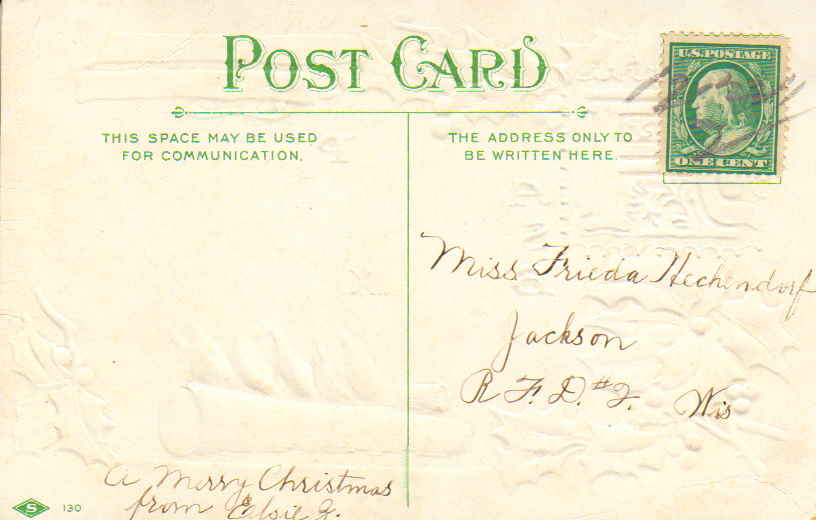 POST CARD
U.S. POSTAGE
ONE CENT
THIS SPACE MAY BE USED
FOR COMMUNICATION.
THE ADDRESS ONLY TO
BE WRITTEN HERE.
Miss Frieda Hechendorf
Jackson
R F. D. #2. Wis
A Merry Christmas
from Elsie G.
S 130